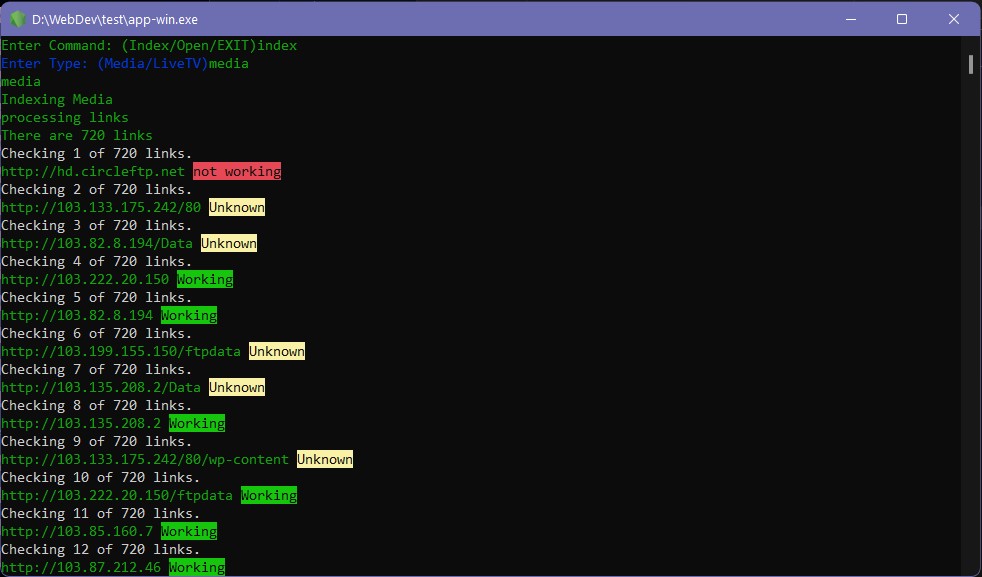 D:\WebDev\test\app-win.exe
Enter Command: (Index/Open/EXIT)index
Enter Type: (Media/LiveTV)media
media
Indexing Media
processing links
There are 720 links
Checking 1 of 720 links.
http://hd.circleftp.net not working
Checking 2 of 720 links.
http://103.133.175.242/80 Unknown
Checking 3 of 720 links.
http://103.82.8.194/Data Unknown
Checking 4 of 720 links.
http://103.222.20.150 Working
Checking 5 of 720 links.
http://103.82.8.194 Working
Checking 6 of 720 links.
http://103.199.155.150/ftpdata Unknown
Checking 7 of 720 links.
http://103.135.208.2/Data Unknown
Checking 8 of 720 links.
http://103.135.208.2 Working
Checking 9 of 720 links.
http://103.133.175.242/80/wp-content Unknown
Checking 10 of 720 links.
http://103.222.20.150/ftpdata Working
Checking 11 of 720 links.
http://103.85.160.7 Working
Checking 12 of 720 links.
http://103.87.212.46 Working